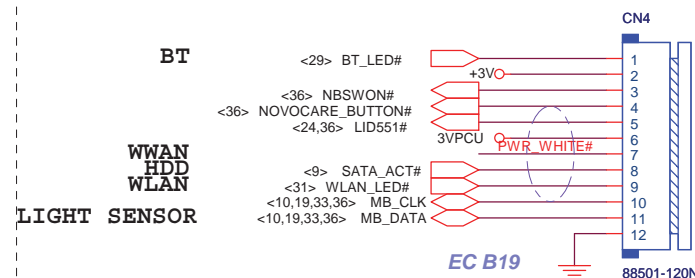 CN4
BT <29> BT_LED# 1
+3V 2
<36> NBSWON# 3
<36> NOVOCARE_BUTTON# 4
<24,36> LID551# 5
3VPCU 6
PWR_WHITE#
WWAN 7
HDD <9> SATA_ACT# 8
WLAN <31> WLAN_LED# 9
<10,19,33,36> MB_CLK 10
LIGHT SENSOR <10,19,33,36> MB_DATA 11
12
EC B19
88501-120N